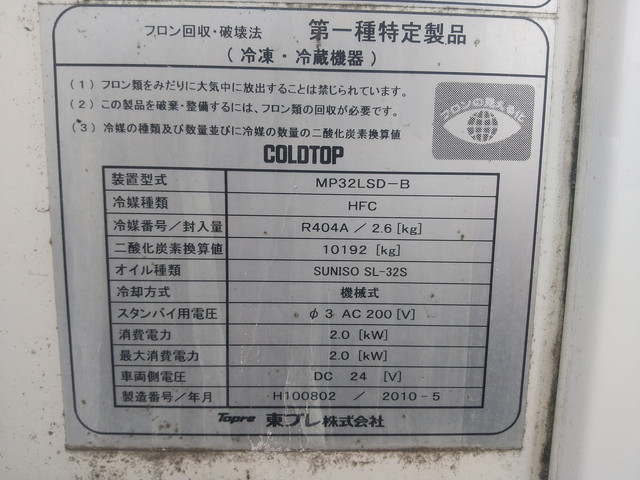 フロン回収・破壊法 第一種特定製品
（冷凍・冷蔵機器）
（1）フロン類をみだりに大気中に放出することは禁じられています。
（2）この製品を廃棄・整備するには、フロン類の回収が必要です。
（3）冷媒の種類及び数量並びに冷媒の数量の二酸化炭素換算値
フロンの見える化
COLDTOP
装置型式 MP32LSD-B
冷媒種類 HFC
冷媒番号／封入量 R404A ／ 2.6 [kg]
二酸化炭素換算値 10192 [kg]
オイル種類 SUNISO SL-32S
冷却方式 機械式
スタンバイ用電圧 φ3 AC 200 [V]
消費電力 2.0 [kW]
最大消費電力 2.0 [kW]
車両側電圧 DC 24 [V]
製造番号／年月 H100802 ／ 2010-5
Topre 東プレ株式会社